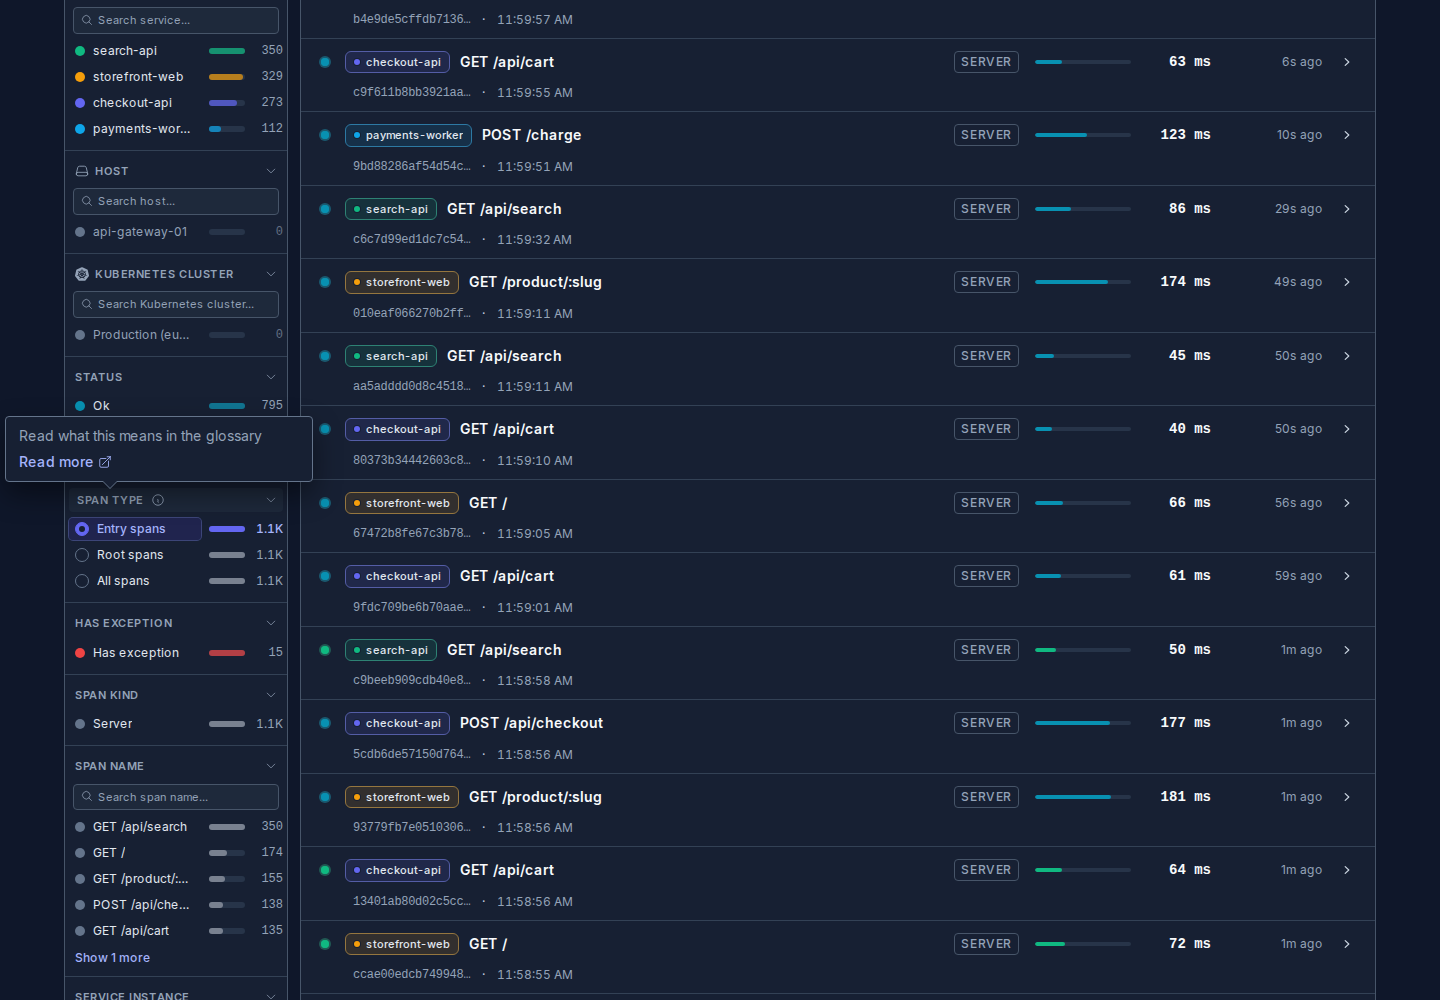 Search service...
search-api 350
storefront-web 329
checkout-api 273
payments-wor... 112
HOST
Search host...
api-gateway-01 0
KUBERNETES CLUSTER
Search Kubernetes cluster...
Production (eu... 0
STATUS
Ok 795
Read what this means in the glossary
Read more
SPAN TYPE
Entry spans 1.1K
Root spans 1.1K
All spans 1.1K
HAS EXCEPTION
Has exception 15
SPAN KIND
Server 1.1K
SPAN NAME
Search span name...
GET /api/search 350
GET / 174
GET /product/:... 155
POST /api/che... 138
GET /api/cart 135
Show 1 more
SERVICE INSTANCE
b4e9de5cffdb7136… · 11:59:57 AM
checkout-api GET /api/cart SERVER 63 ms 6s ago
c9f611b8bb3921aa… · 11:59:55 AM
payments-worker POST /charge SERVER 123 ms 10s ago
9bd88286af54d54c… · 11:59:51 AM
search-api GET /api/search SERVER 86 ms 29s ago
c6c7d99ed1dc7c54… · 11:59:32 AM
storefront-web GET /product/:slug SERVER 174 ms 49s ago
010eaf066270b2ff… · 11:59:11 AM
search-api GET /api/search SERVER 45 ms 50s ago
aa5adddd0d8c4518… · 11:59:11 AM
checkout-api GET /api/cart SERVER 40 ms 50s ago
80373b34442603c8… · 11:59:10 AM
storefront-web GET / SERVER 66 ms 56s ago
67472b8fe67c3b78… · 11:59:05 AM
checkout-api GET /api/cart SERVER 61 ms 59s ago
9fdc709be6b70aae… · 11:59:01 AM
search-api GET /api/search SERVER 50 ms 1m ago
c9beeb909cdb40e8… · 11:58:58 AM
checkout-api POST /api/checkout SERVER 177 ms 1m ago
5cdb6de57150d764… · 11:58:56 AM
storefront-web GET /product/:slug SERVER 181 ms 1m ago
93779fb7e0510306… · 11:58:56 AM
checkout-api GET /api/cart SERVER 64 ms 1m ago
13401ab80d02c5cc… · 11:58:56 AM
storefront-web GET / SERVER 72 ms 1m ago
ccae00edcb749948… · 11:58:55 AM